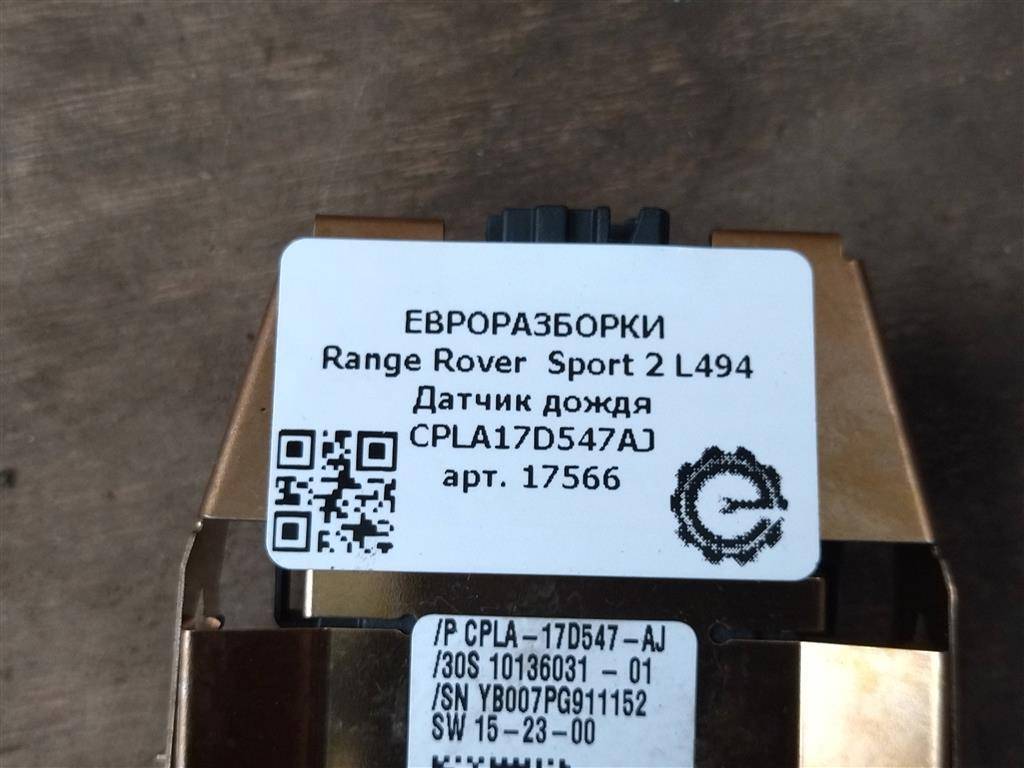 ЕВРОРАЗБОРКИ
Range Rover Sport 2 L494
Датчик дождя
CPLA17D547AJ
арт. 17566
/P CPLA-17D547-AJ
/30S 10136031 - 01
/SN YB007PG911152
SW 15-23-00